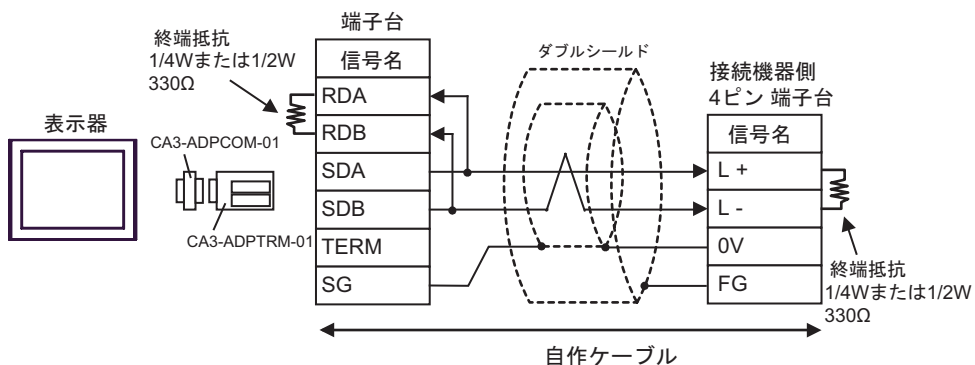 端子台
信号名
RDA
RDB
SDA
SDB
TERM
SG
終端抵抗
1/4Wまたは1/2W
330Ω
表示器
CA3-ADPCOM-01
CA3-ADPTRM-01
ダブルシールド
接続機器側
4ピン 端子台
信号名
L +
L -
0V
FG
終端抵抗
1/4Wまたは1/2W
330Ω
自作ケーブル